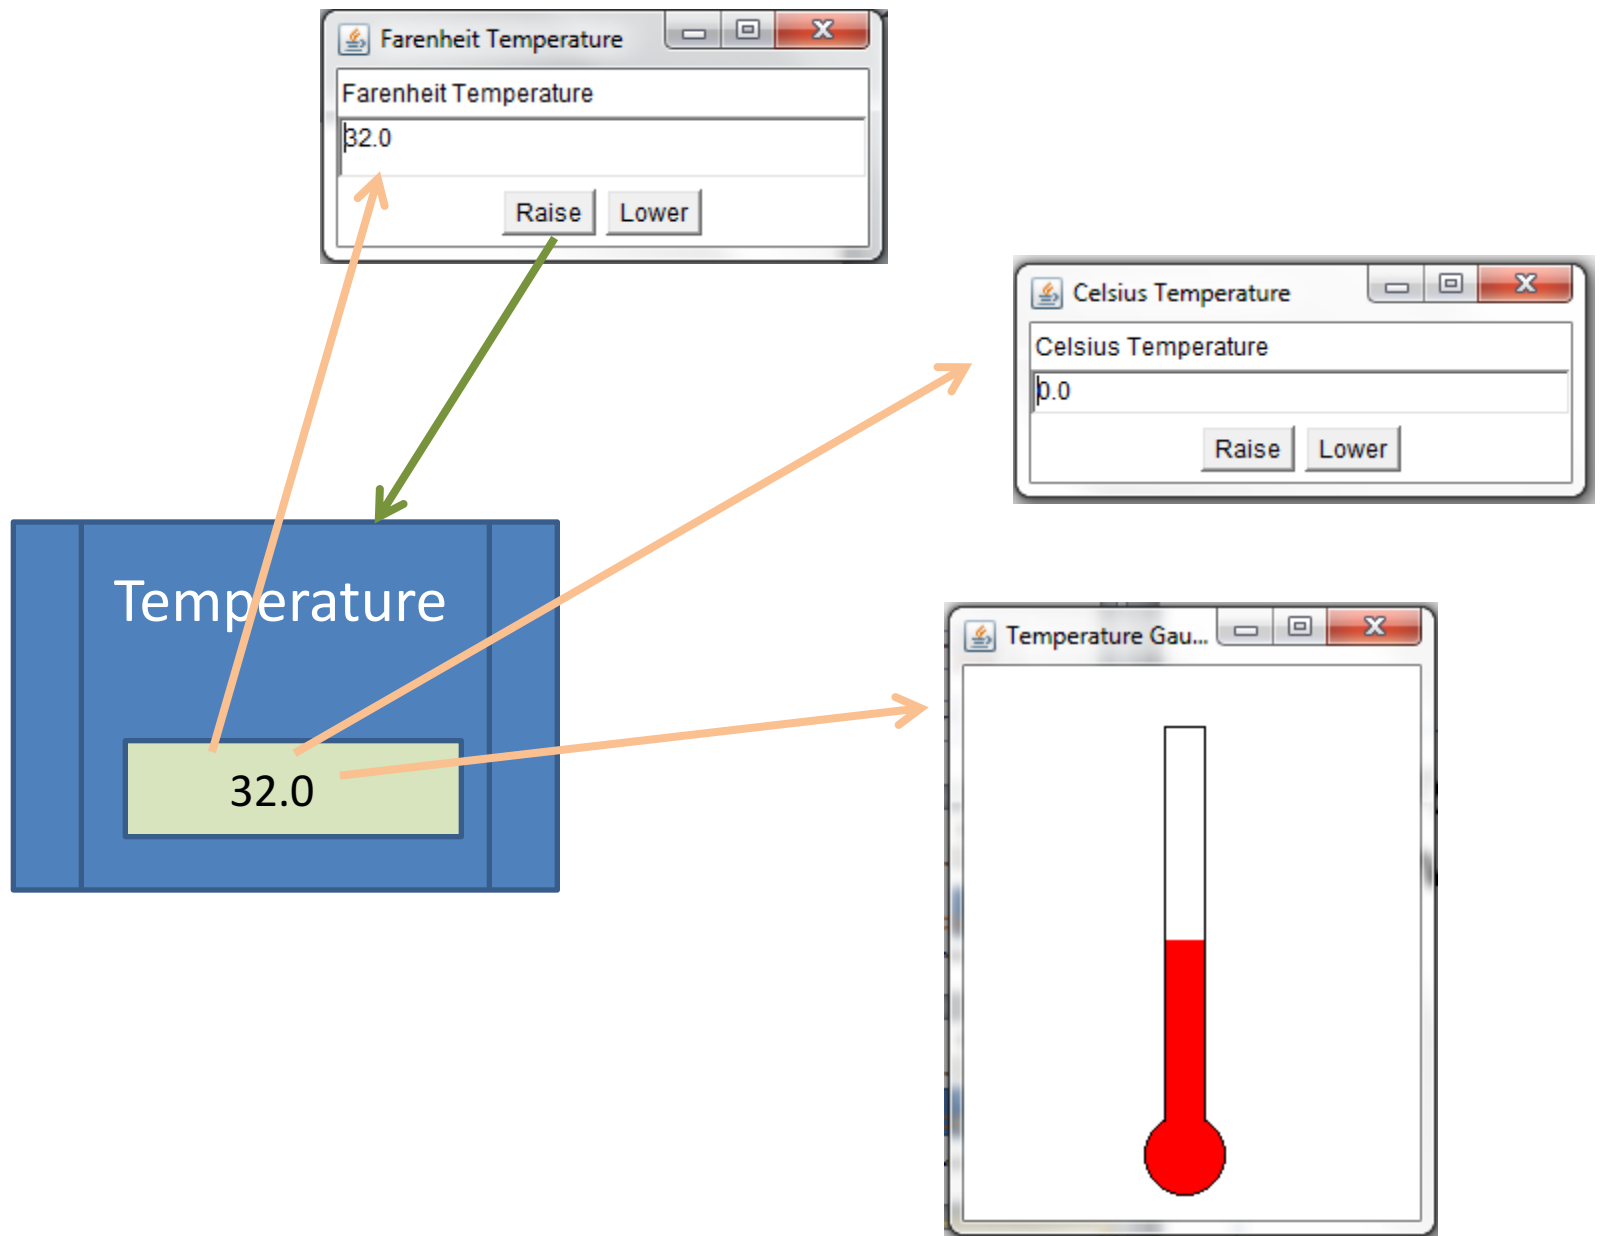 Farenheit Temperature
Farenheit Temperature
32.0
Raise Lower
Celsius Temperature
Celsius Temperature
0.0
Raise Lower
Temperature
32.0
Temperature Gau...